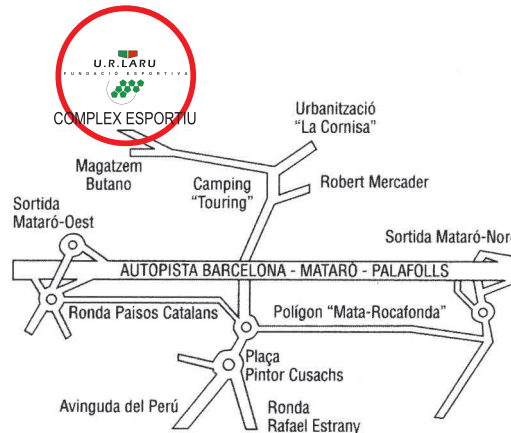 U.R.LARU
FUNDACIÓ ESPORTIVA
COMPLEX ESPORTIU
Urbanització
"La Cornisa"
Magatzem
Butano
Camping
"Touring"
Robert Mercader
Sortida
Mataró-Oest
Sortida Mataró-Nord
AUTOPISTA BARCELONA - MATARÓ - PALAFOLLS
Ronda Paisos Catalans
Polígon "Mata-Rocafonda"
Plaça
Pintor Cusachs
Avinguda del Perú
Ronda
Rafael Estrany